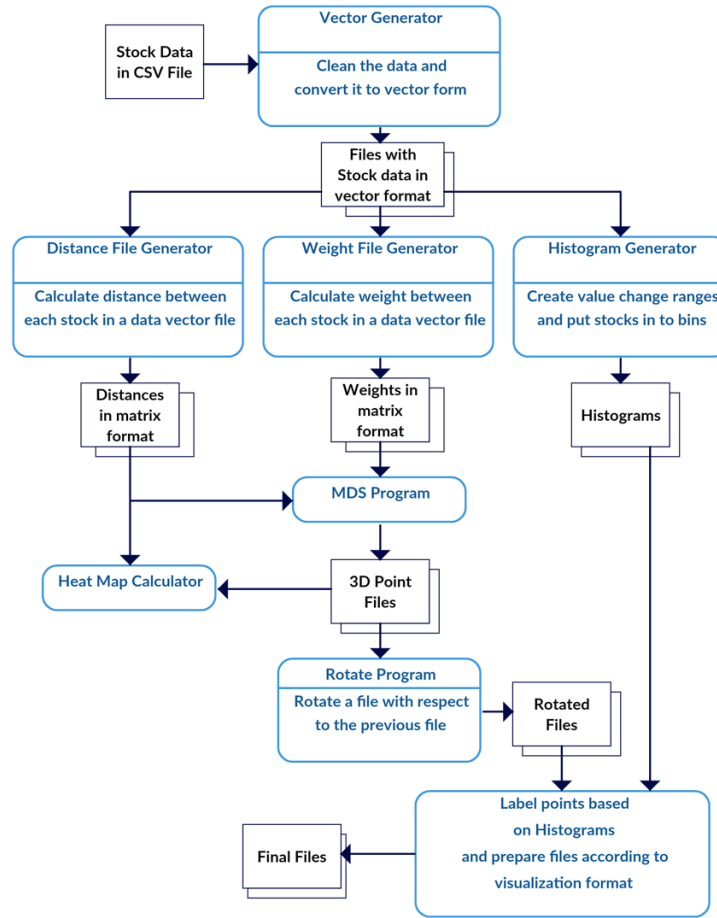 Vector Generator
Stock Data
in CSV File
Clean the data and
convert it to vector form
Files with
Stock data in
vector format
Distance File Generator
Calculate distance between
each stock in a data vector file
Weight File Generator
Calculate weight between
each stock in a data vector file
Histogram Generator
Create value change ranges
and put stocks in to bins
Distances
in matrix
format
Weights in
matrix
format
Histograms
MDS Program
Heat Map Calculator
3D Point
Files
Rotate Program
Rotate a file with respect
to the previous file
Rotated
Files
Label points based
on Histograms
and prepare files according to
visualization format
Final Files